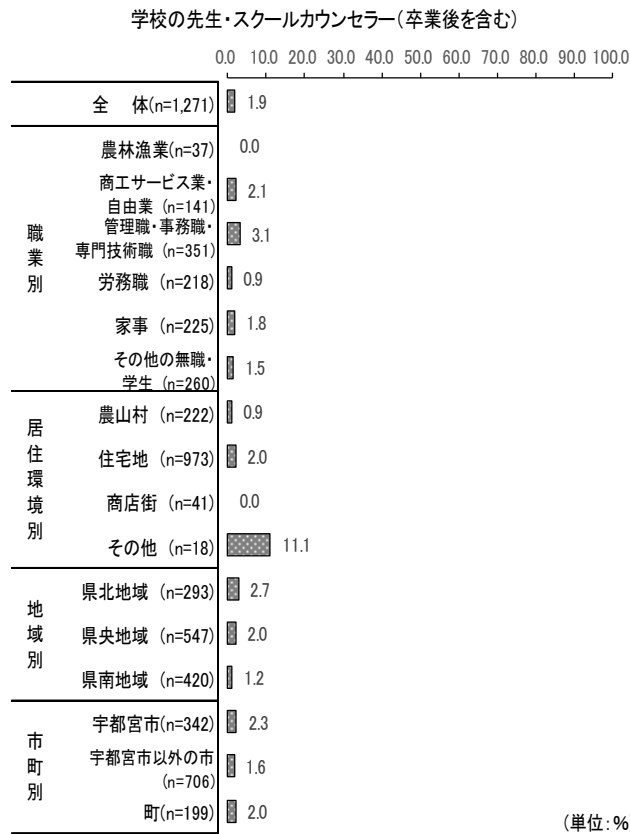 学校の先生・スクールカウンセラー（卒業後を含む）
0.0 10.0 20.0 30.0 40.0 50.0 60.0 70.0 80.0 90.0 100.0
全　体(n=1,271) 1.9
職業別
農林漁業(n=37) 0.0
商工サービス業・
自由業 (n=141) 2.1
管理職・事務職・
専門技術職 (n=351) 3.1
労務職 (n=218) 0.9
家事 (n=225) 1.8
その他の無職・
学生 (n=260) 1.5
居住環境別
農山村 (n=222) 0.9
住宅地 (n=973) 2.0
商店街 (n=41) 0.0
その他 (n=18) 11.1
地域別
県北地域 (n=293) 2.7
県央地域 (n=547) 2.0
県南地域 (n=420) 1.2
市町別
宇都宮市(n=342) 2.3
宇都宮市以外の市
(n=706) 1.6
町(n=199) 2.0
（単位：%